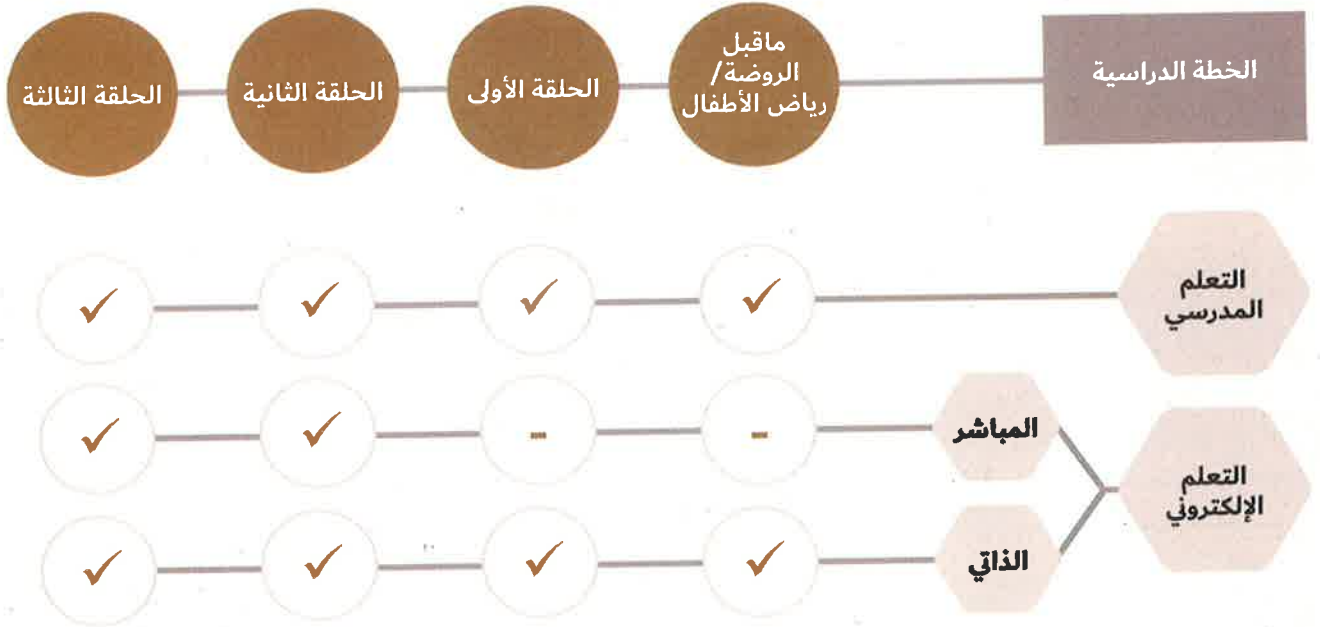 الخطة الدراسية
ماقبل
الروضة/
رياض الأطفال
الحلقة الأولى
الحلقة الثانية
الحلقة الثالثة
التعلم
المدرسي
✓
✓
✓
✓
التعلم
الإلكتروني
المباشر
-
-
✓
✓
الذاتي
✓
✓
✓
✓